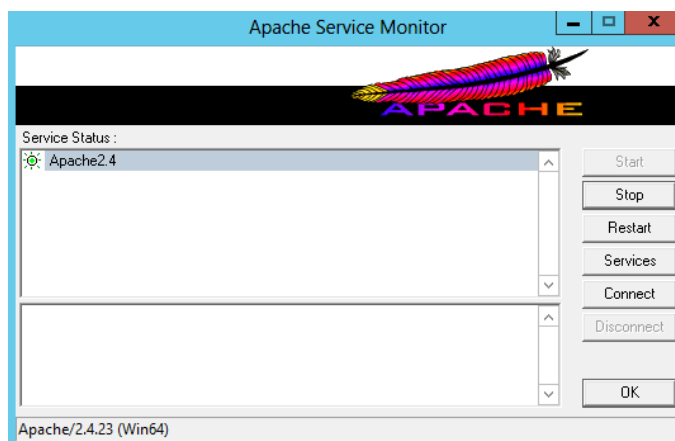 Apache Service Monitor
APACHE
Service Status :
Apache2.4
Start
Stop
Restart
Services
Connect
Disconnect
OK
Apache/2.4.23 (Win64)